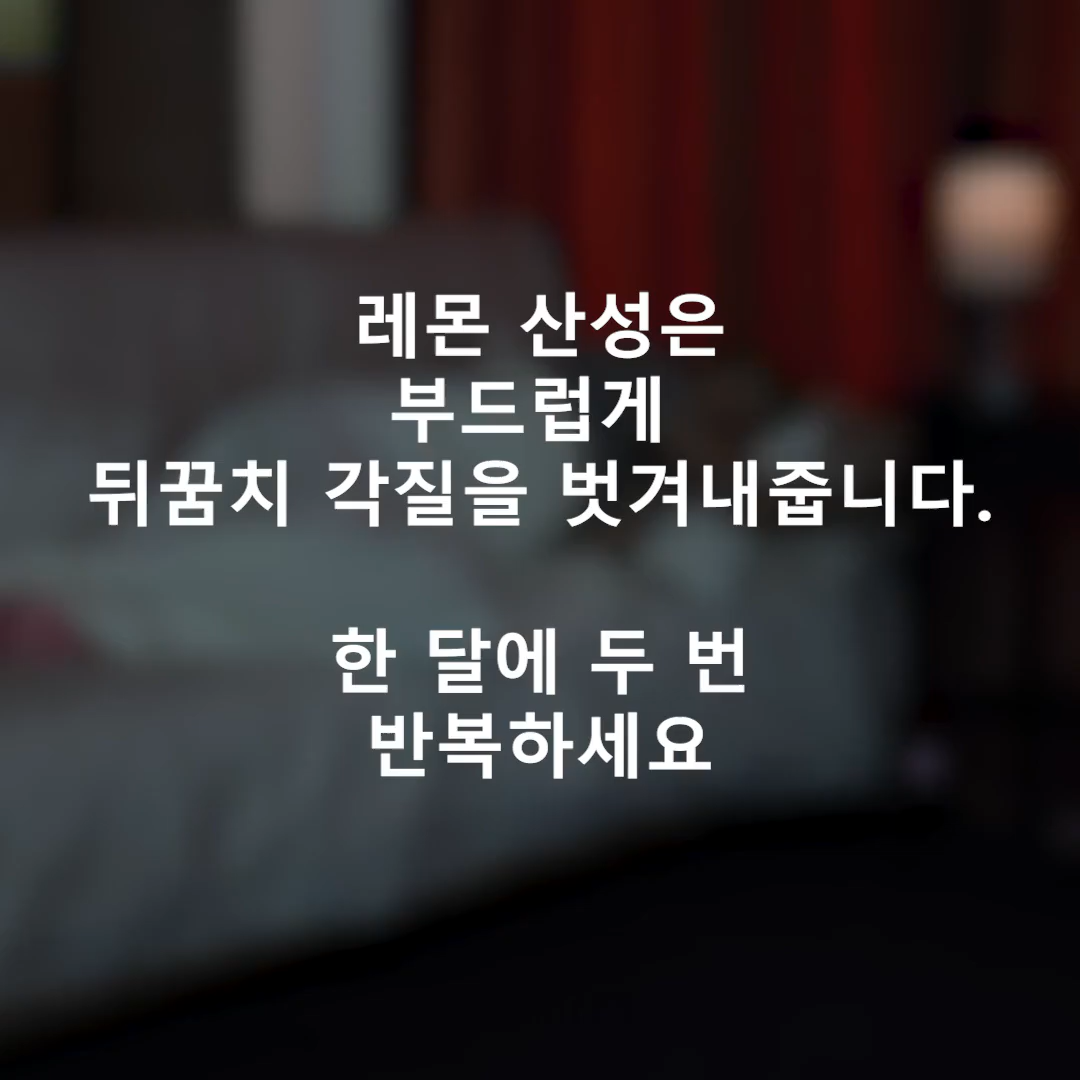 레몬 산성은
부드럽게
뒤꿈치 각질을 벗겨내줍니다.
한 달에 두 번
반복하세요